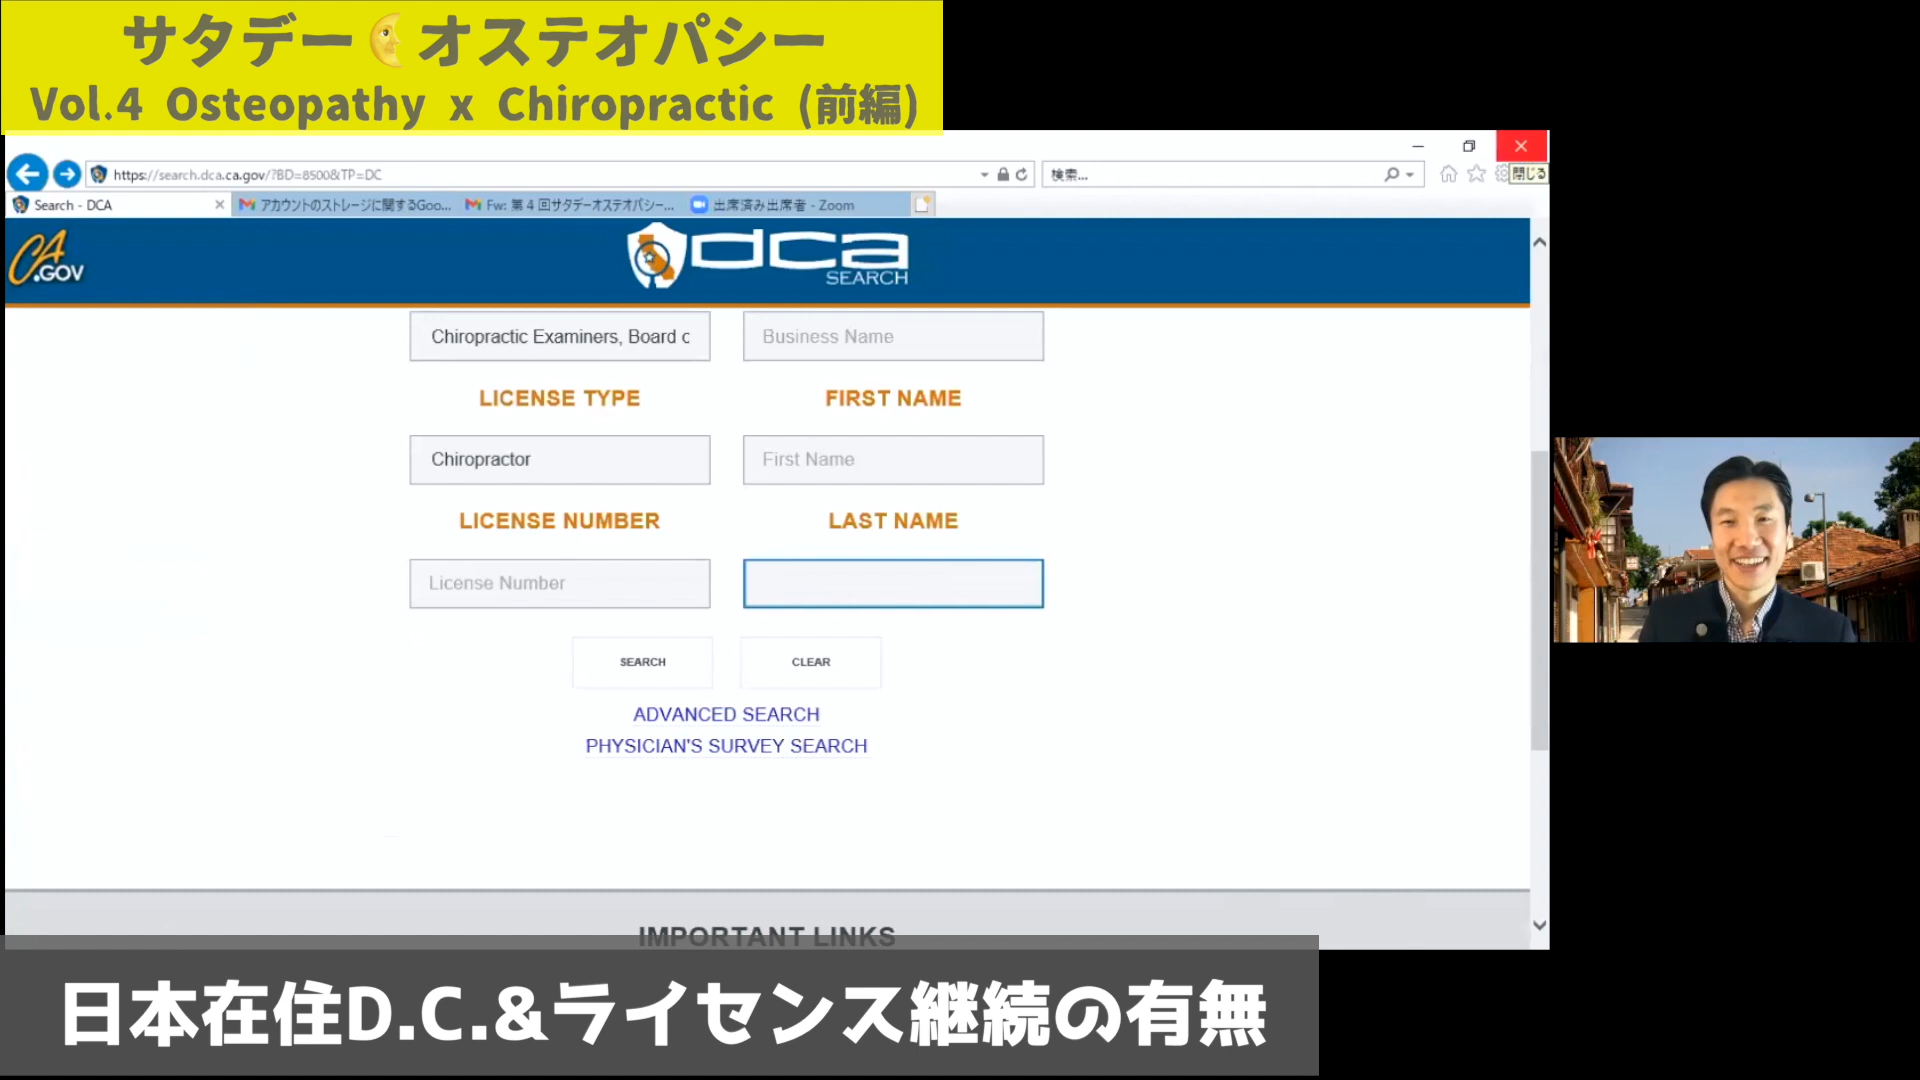 サタデー🌛オステオパシー
Vol.4 Osteopathy x Chiropractic (前編)
https://search.dca.ca.gov/?BD=8500&TP=DC
検索...
閉じる
Search - DCA
アカウントのストレージに関するGoo...
Fw: 第４回サタデーオステオパシー...
出席済み出席者 - Zoom
CA.GOV
dca
SEARCH
Chiropractic Examiners, Board o
Business Name
LICENSE TYPE
FIRST NAME
Chiropractor
First Name
LICENSE NUMBER
LAST NAME
License Number
SEARCH
CLEAR
ADVANCED SEARCH
PHYSICIAN'S SURVEY SEARCH
IMPORTANT LINKS
日本在住D.C.&ライセンス継続の有無